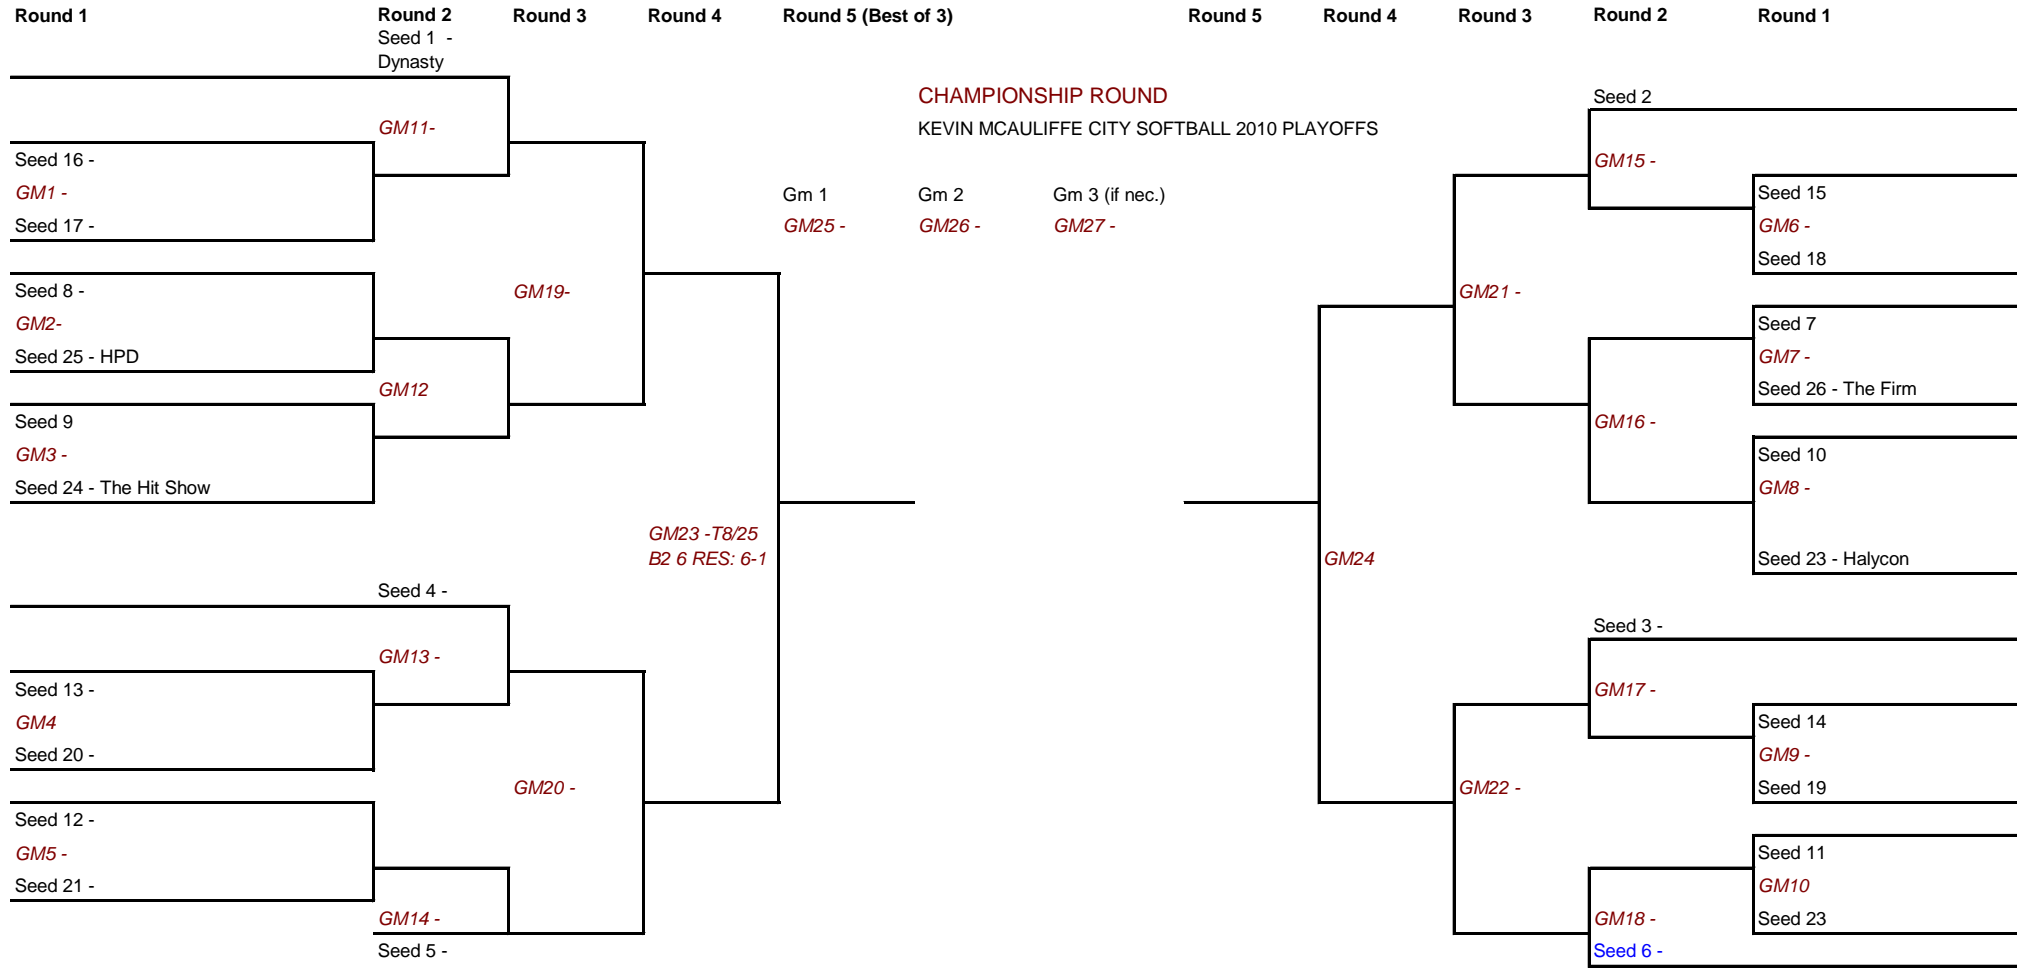 Round 1
Round 2
Round 3
Round 4
Round 5 (Best of 3)
Round 5
Round 4
Round 3
Round 2
Round 1
Seed 1 -
Dynasty
CHAMPIONSHIP ROUND
KEVIN MCAULIFFE CITY SOFTBALL 2010 PLAYOFFS
Gm 1
Gm 2
Gm 3 (if nec.)
GM25 -
GM26 -
GM27 -
GM11-
Seed 16 -
GM1 -
Seed 17 -
Seed 8 -
GM2-
Seed 25 - HPD
GM12
Seed 9
GM3 -
Seed 24 - The Hit Show
GM19-
GM23 -T8/25
B2 6 RES: 6-1
Seed 4 -
GM13 -
Seed 13 -
GM4
Seed 20 -
GM20 -
Seed 12 -
GM5 -
Seed 21 -
GM14 -
Seed 5 -
Seed 2
GM15 -
Seed 15
GM6 -
Seed 18
GM21 -
Seed 7
GM7 -
Seed 26 - The Firm
GM16 -
Seed 10
GM8 -
Seed 23 - Halycon
GM24
Seed 3 -
GM17 -
Seed 14
GM9 -
Seed 19
GM22 -
Seed 11
GM10
Seed 23
GM18 -
Seed 6 -